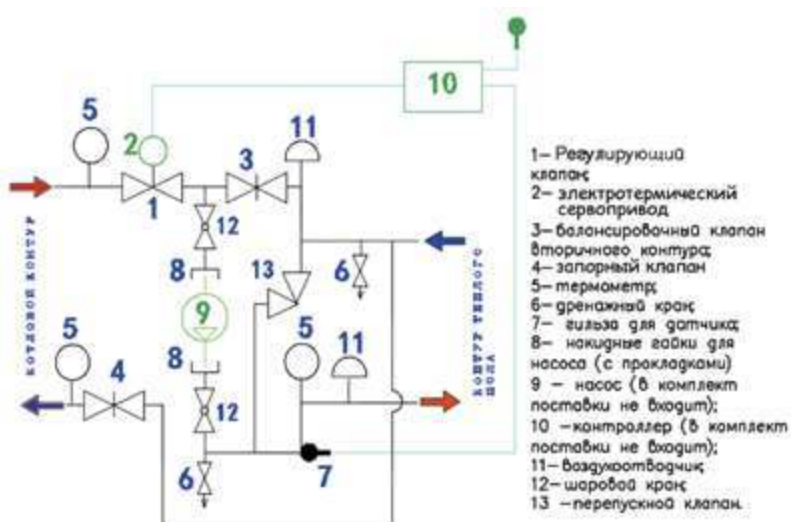 10
5
2
11
3
1
12
8
13
6
9
5
5
11
8
4
12
6
7
КОТЛОВОЙ КОНТУР
КОНТУР ТЕПЛОГО
ПОЛА
1– Регулирующий
клапан;
2– электротермический
сервопривод
3– балансировочный клапан
вторичного контура;
4– запорный клапан
5– термометр;
6– дренажный кран;
7– гильза для датчика;
8– накидные гайки для
насоса (с прокладками)
9 – насос (в комплект
поставки не входит);
10 –контроллер (в комплект
поставки не входит);
11– воздухоотводчик;
12– шаровой кран;
13 –перепускной клапан.